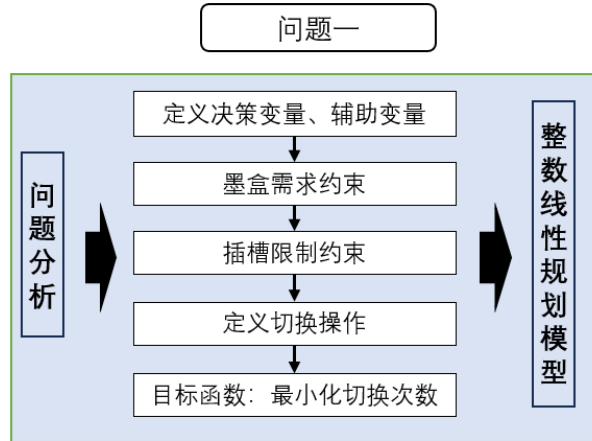 问题一
问题分析
定义决策变量、辅助变量
墨盒需求约束
插槽限制约束
定义切换操作
目标函数：最小化切换次数
整数线性规划模型